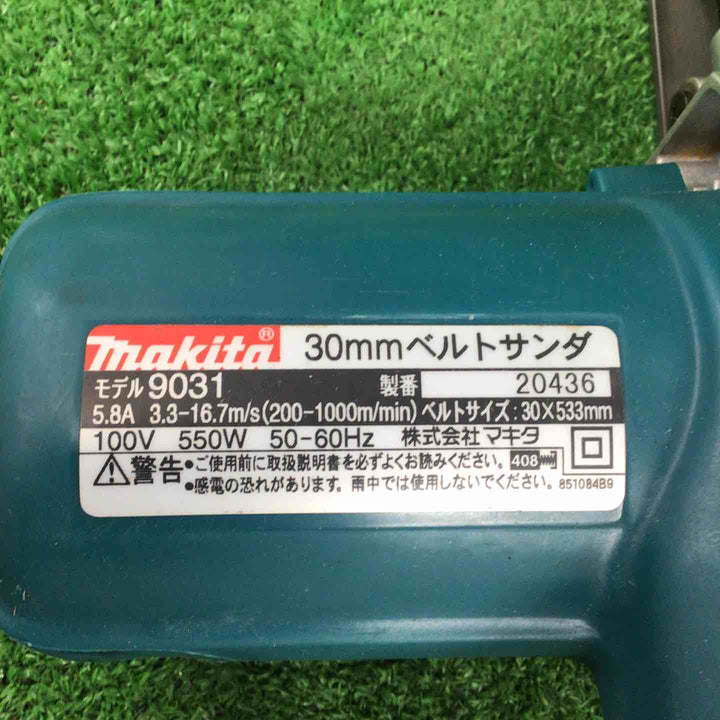 makita® 30mmベルトサンダ
モデル 9031 製番 20436
5.8A 3.3-16.7m/s(200-1000m/min) ベルトサイズ:30×533mm
100V 550W 50-60Hz 株式会社マキタ
⚠警告 ●ご使用前に取扱説明書を必ずよくお読みください。 408
●感電の恐れがあります。雨中では使用しないでください。 851084B9